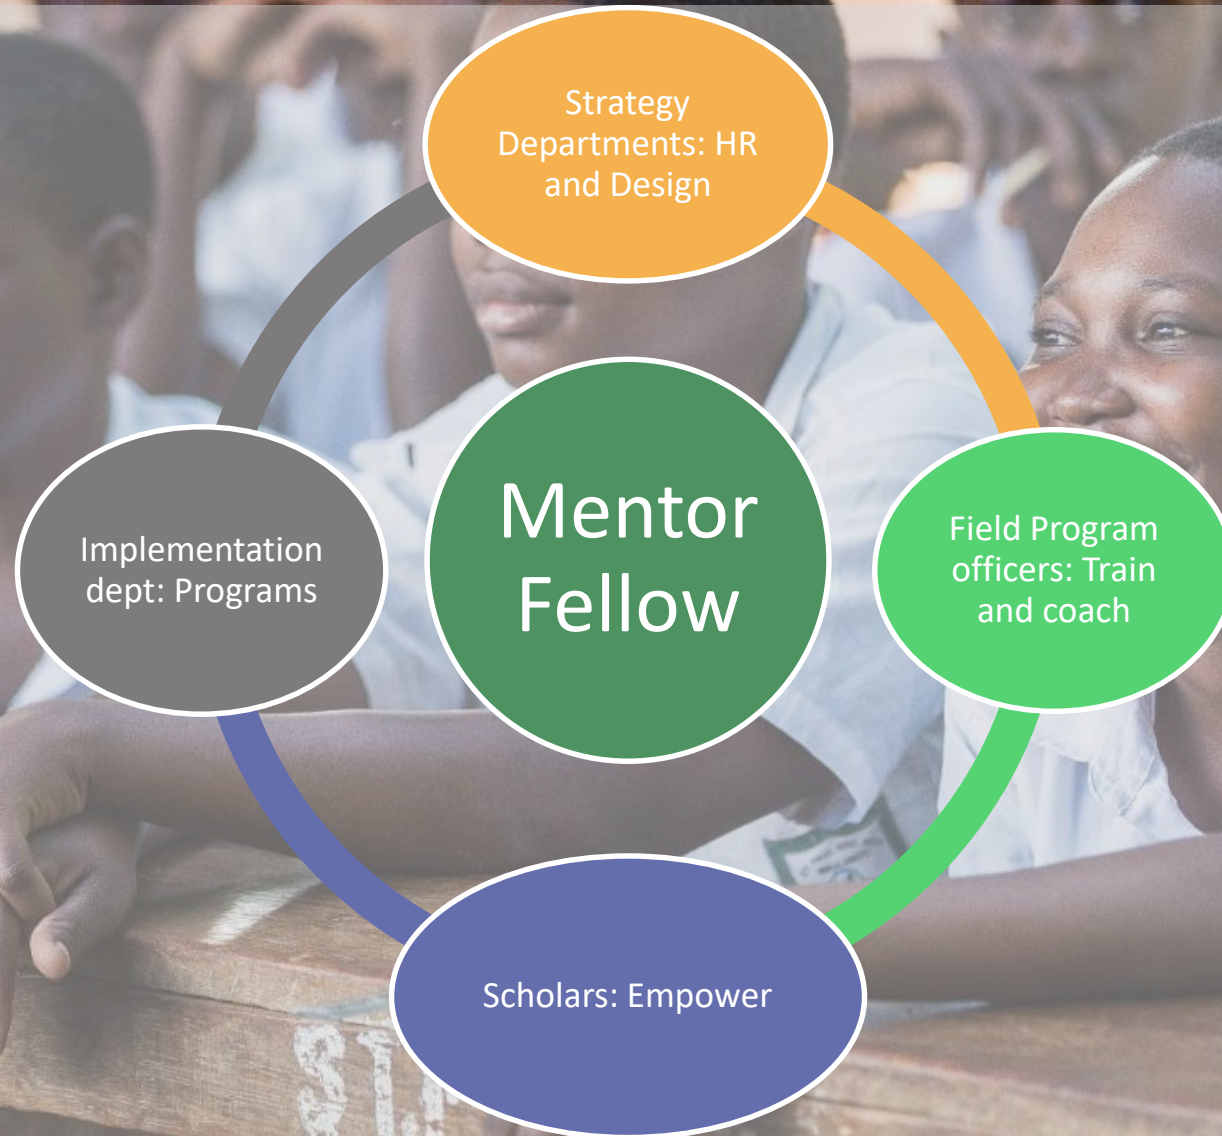 Strategy
Departments: HR
and Design
Mentor
Fellow
Implementation
dept: Programs
Field Program
officers: Train
and coach
Scholars: Empower